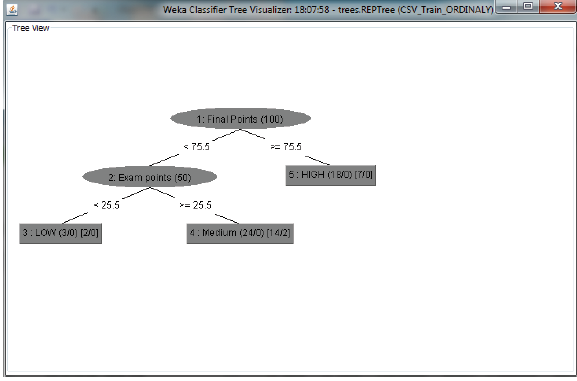 Weka Classifier Tree Visualizer: 18:07:58 - trees.REPTree (CSV_Train_ORDINALY)
Tree View
1: Final Points (100)
< 75.5
>= 75.5
2: Exam points (50)
5 : HIGH (18/0) [7/0]
< 25.5
>= 25.5
3 : LOW (3/0) [2/0]
4 : Medium (24/0) [14/2]